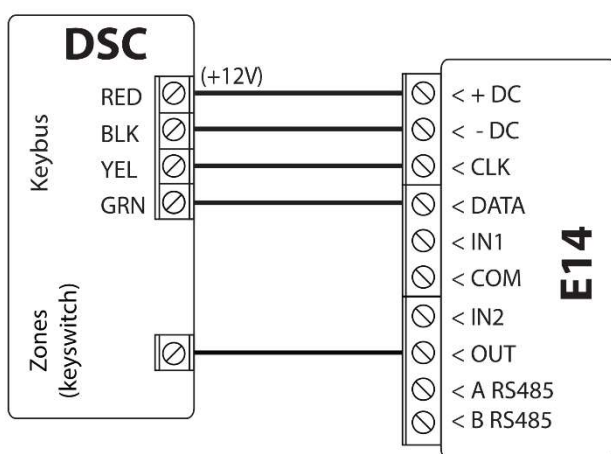 DSC
(+12V)
RED
BLK
YEL
GRN
Keybus
Zones
(keyswitch)
< + DC
< - DC
< CLK
< DATA
< IN1
< COM
< IN2
< OUT
< A RS485
< B RS485
E14